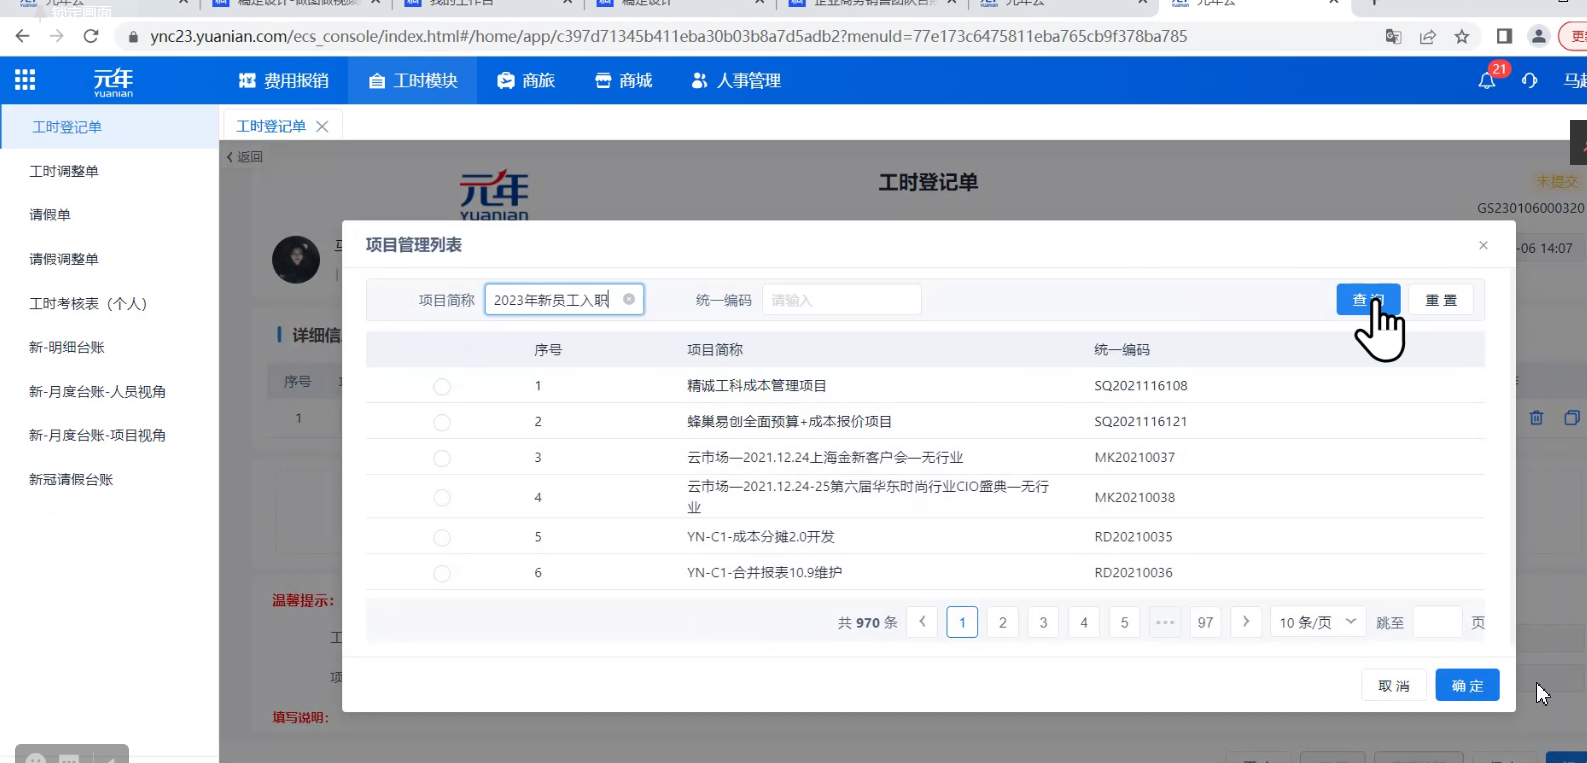 锁定画面
元年云
稿定设计-做图做视频
我的工作台
稿定设计
元年云
元年云
ync23.yuanian.com/ecs_console/index.html#/home/app/c397d71345b411eba30b03b8a7d5adb2?menuId=77e173c6475811eba765cb9f378ba785
元年
Yuanian
费用报销
工时模块
商旅
商城
人事管理
21
工时登记单
工时调整单
请假单
请假调整单
工时考核表（个人）
新-明细台账
新-月度台账-人员视角
新-月度台账-项目视角
新冠请假台账
工时登记单
返回
元年
Yuanian
工时登记单
未提交
GS230106000320
-06 14:07
详细信
序号
1
项目管理列表
项目简称 2023年新员工入职 统一编码 请输入 查询 重置
序号 项目简称 统一编码
1 精诚工科成本管理项目 SQ2021116108
2 蜂巢易创全面预算+成本报价项目 SQ2021116121
3 云市场—2021.12.24上海金新客户会—无行业 MK20210037
4 云市场—2021.12.24-25第六届华东时尚行业CIO盛典—无行
业 MK20210038
5 YN-C1-成本分摊2.0开发 RD20210035
6 YN-C1-合并报表10.9维护 RD20210036
共 970 条 1 2 3 4 5 ••• 97 10 条/页 跳至 页
取消 确定
温馨提示：
工
项
填写说明：